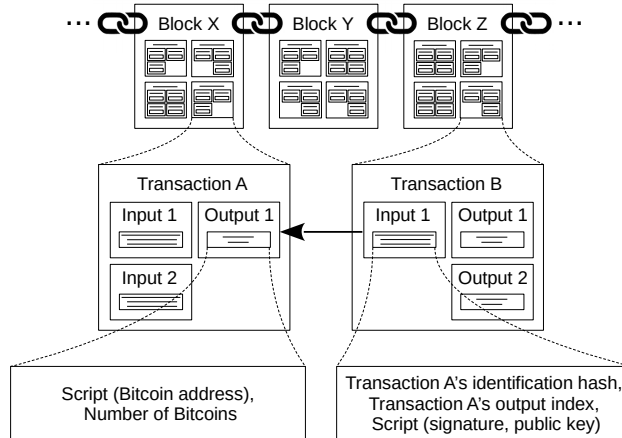 ... Block X Block Y Block Z ...
Transaction A Transaction B
Input 1 Output 1 Input 1 Output 1
Input 2 Output 2
Script (Bitcoin address),
Number of Bitcoins
Transaction A's identification hash,
Transaction A's output index,
Script (signature, public key)